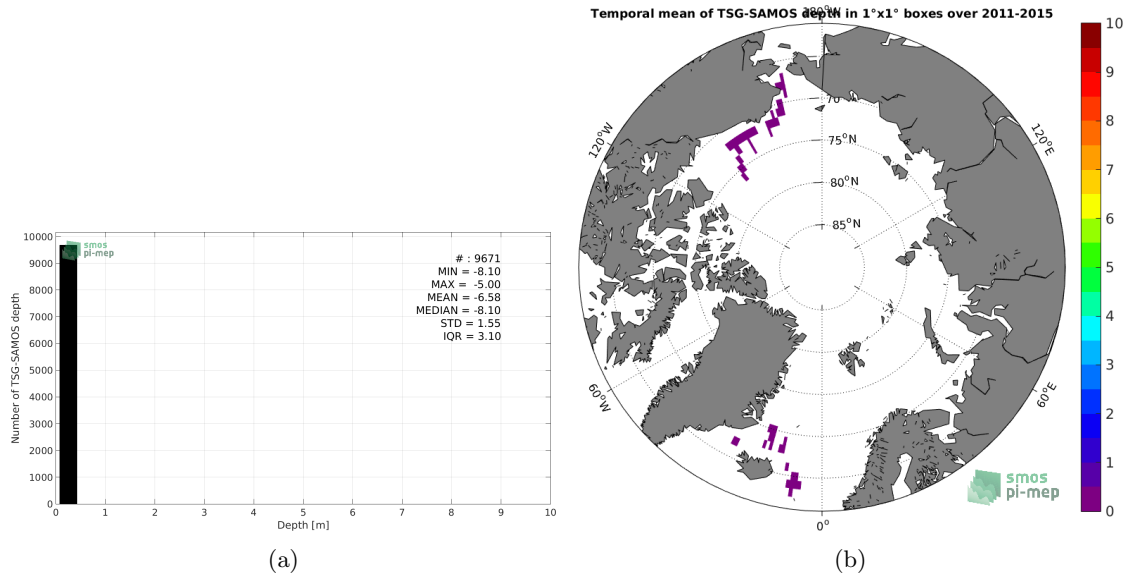 Temporal mean of TSG-SAMOS depth in 1°x1° boxes over 2011-2015
180°W
120°W
120°E
60°W
60°E
0°
70°N
75°N
80°N
85°N
10
9
8
7
6
5
4
3
2
1
0
smos
pi-mep
Number of TSG-SAMOS depth
10000
9000
8000
7000
6000
5000
4000
3000
2000
1000
0
smos
pi-mep
# : 9671
MIN = -8.10
MAX = -5.00
MEAN = -6.58
MEDIAN = -8.10
STD = 1.55
IQR = 3.10
0 1 2 3 4 5 6 7 8 9 10
Depth [m]
(a)
(b)